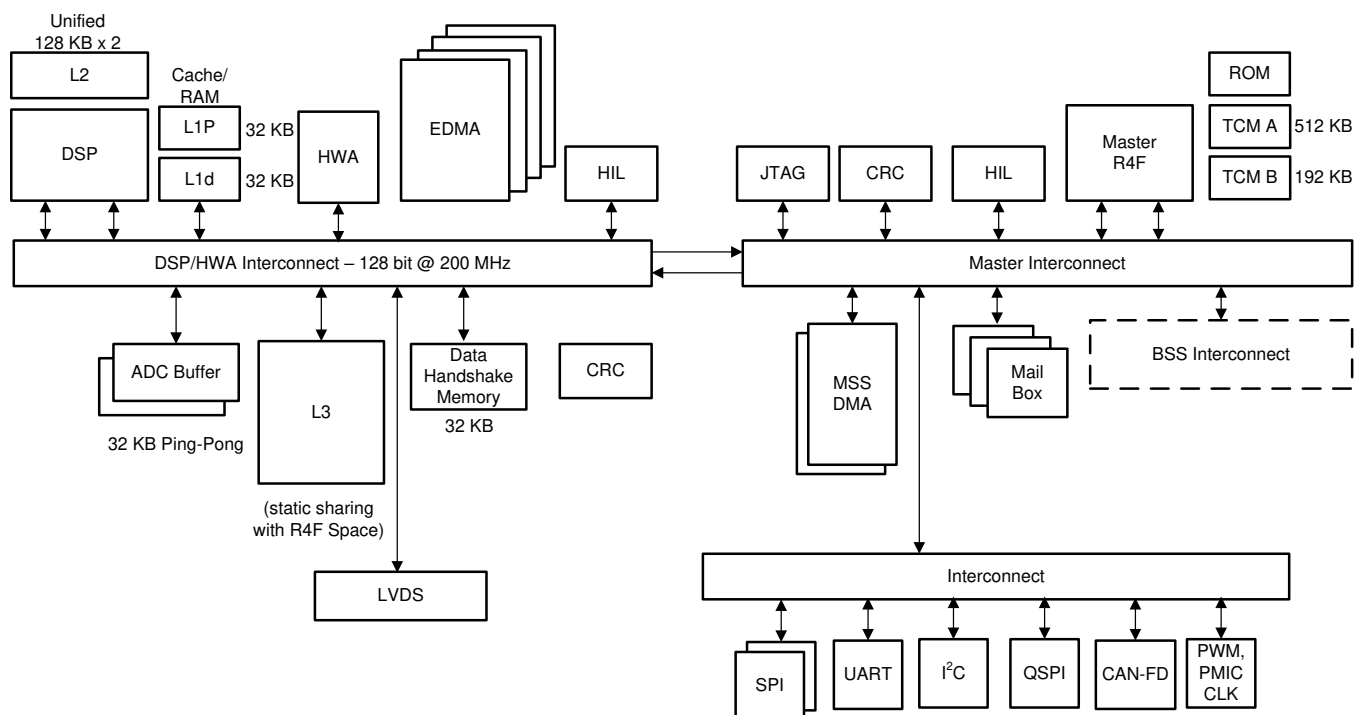 Unified
128 KB x 2
L2
Cache/
RAM
DSP
L1P
32 KB
L1d
32 KB
HWA
EDMA
HIL
JTAG
CRC
HIL
Master
R4F
ROM
TCM A
512 KB
TCM B
192 KB
DSP/HWA Interconnect – 128 bit @ 200 MHz
Master Interconnect
ADC Buffer
32 KB Ping-Pong
L3
(static sharing
with R4F Space)
Data
Handshake
Memory
32 KB
CRC
LVDS
MSS
DMA
Mail
Box
BSS Interconnect
Interconnect
SPI
UART
I²C
QSPI
CAN-FD
PWM,
PMIC
CLK